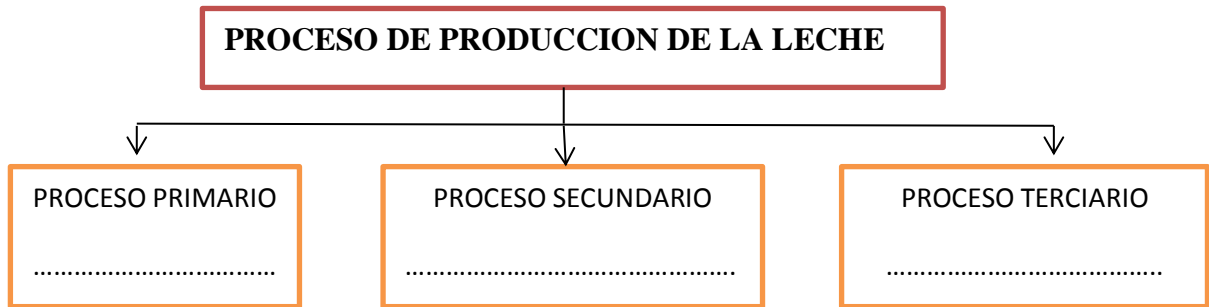 PROCESO DE PRODUCCION DE LA LECHE
PROCESO PRIMARIO
PROCESO SECUNDARIO
PROCESO TERCIARIO
……………………………… ………………………………………….. …………………………………..